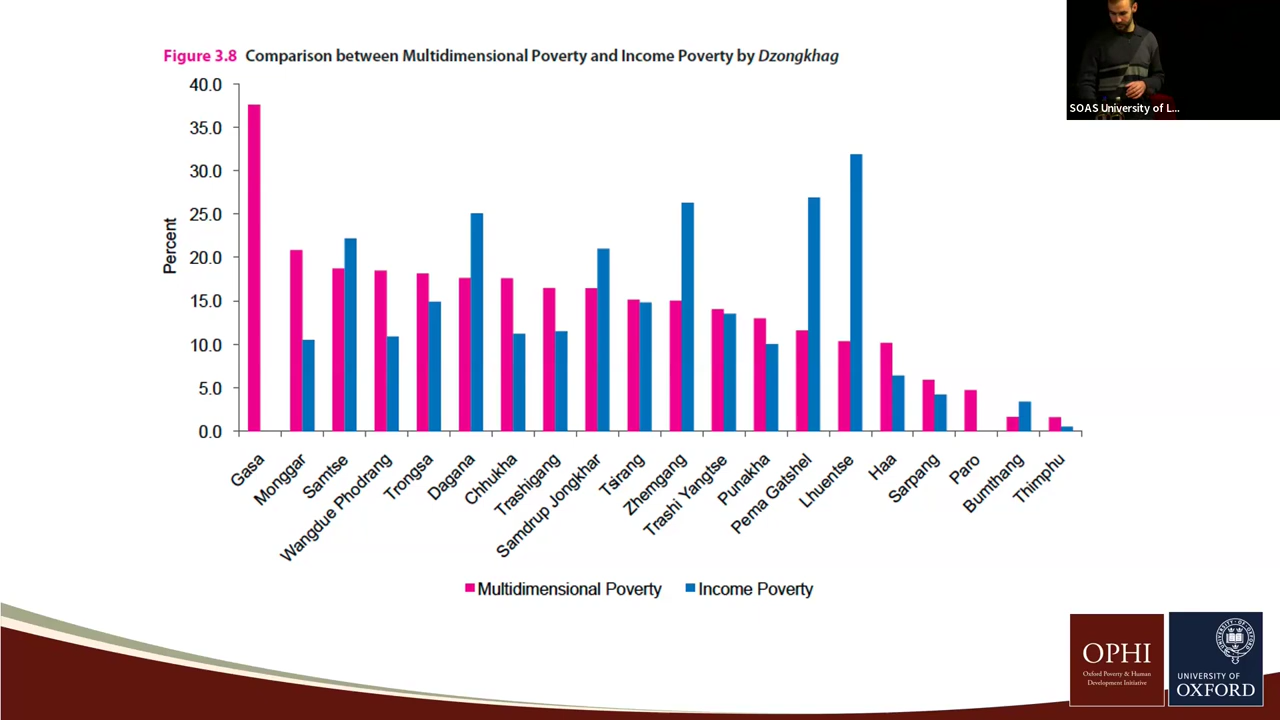 SOAS University of L...
Figure 3.8 Comparison between Multidimensional Poverty and Income Poverty by Dzongkhag
40.0
35.0
30.0
25.0
20.0
15.0
10.0
5.0
0.0
Percent
Gasa
Monggar
Samtse
Wangdue Phodrang
Trongsa
Dagana
Chhukha
Trashigang
Samdrup Jongkhar
Tsirang
Zhemgang
Trashi Yangtse
Punakha
Pema Gatshel
Lhuentse
Haa
Sarpang
Paro
Bumthang
Thimphu
Multidimensional Poverty
Income Poverty
OPHI
Oxford Poverty & Human
Development Initiative
UNIVERSITY OF
OXFORD